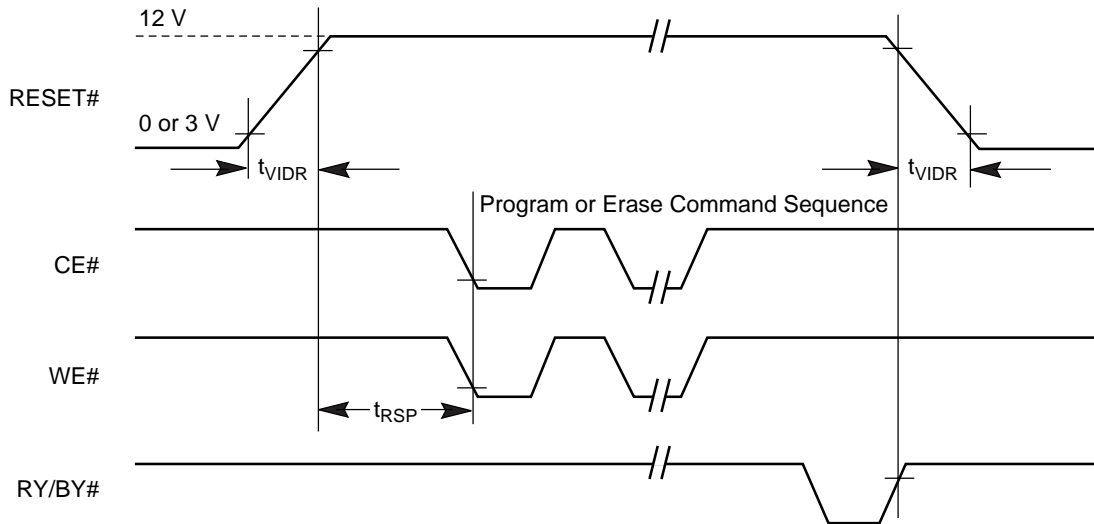 12 V
RESET#
0 or 3 V
tVIDR
tVIDR
Program or Erase Command Sequence
CE#
WE#
tRSP
RY/BY#